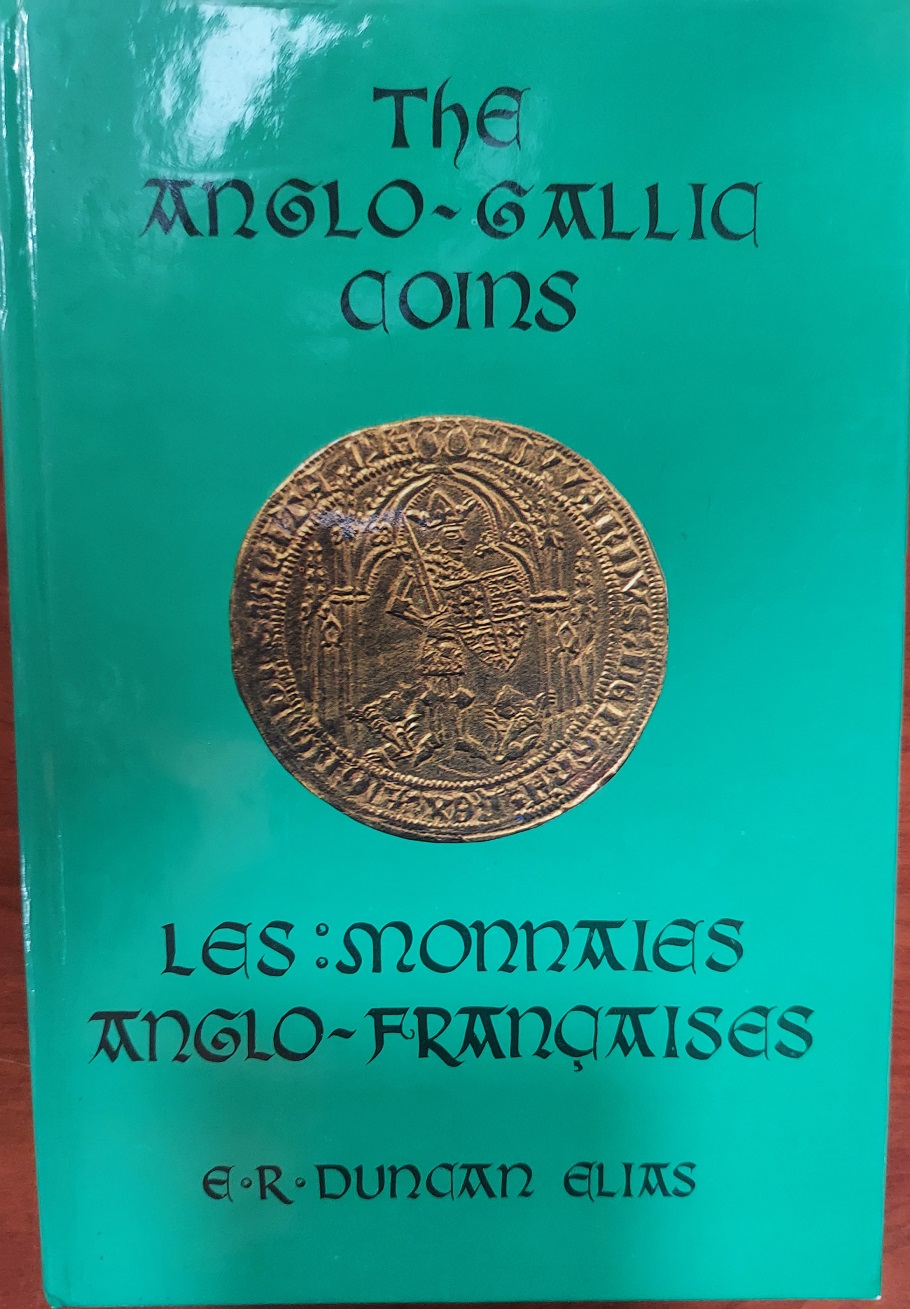 The
ANGLO~GALLIC
COINS
LES:MONNAIES
ANGLO~FRANÇAISES
E·R·DUNCAN ELIAS